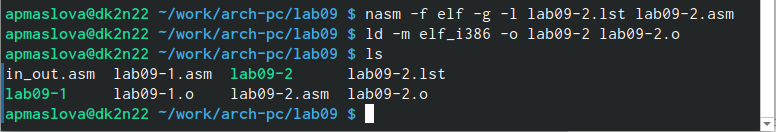 apmaslova@dk2n22 ~/work/arch-pc/lab09 $ nasm -f elf -g -l lab09-2.lst lab09-2.asm
apmaslova@dk2n22 ~/work/arch-pc/lab09 $ ld -m elf_i386 -o lab09-2 lab09-2.o
apmaslova@dk2n22 ~/work/arch-pc/lab09 $ ls
in_out.asm  lab09-1.asm  lab09-2      lab09-2.lst
lab09-1     lab09-1.o    lab09-2.asm  lab09-2.o
apmaslova@dk2n22 ~/work/arch-pc/lab09 $